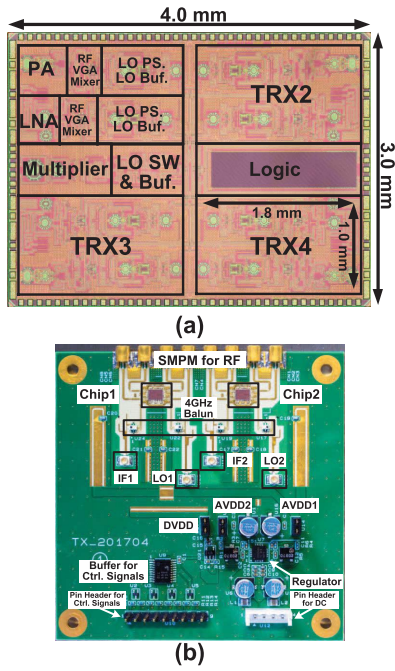 4.0 mm
PA
RF
VGA
Mixer
LO PS.
LO Buf.
TRX2
LNA
RF
VGA
Mixer
LO PS.
LO Buf.
3.0 mm
Multiplier
LO SW
& Buf.
Logic
1.8 mm
1.0 mm
TRX3
TRX4
(a)
SMPM for RF
Chip1
Chip2
4GHz
Balun
IF1
LO1
IF2
LO2
DVDD
AVDD2
AVDD1
TX_201704
Buffer for
Ctrl. Signals
Regulator
Pin Header for
Ctrl. Signals
Pin Header
for DC
(b)